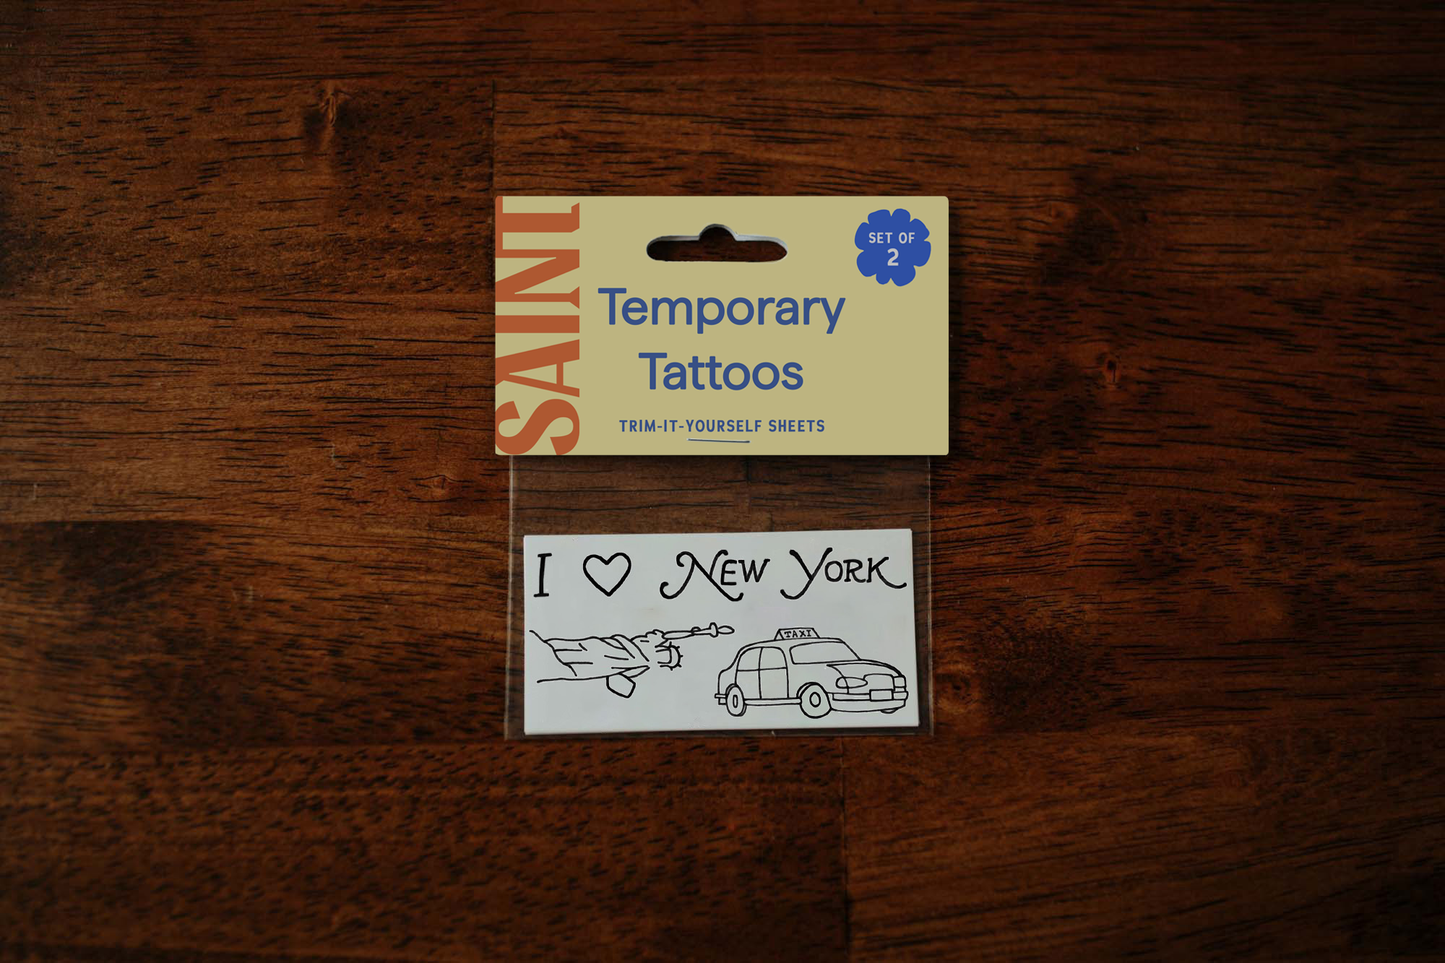 SAINT
SET OF
2
Temporary
Tattoos
TRIM-IT-YOURSELF SHEETS
I ♡ NEW YORK
TAXI